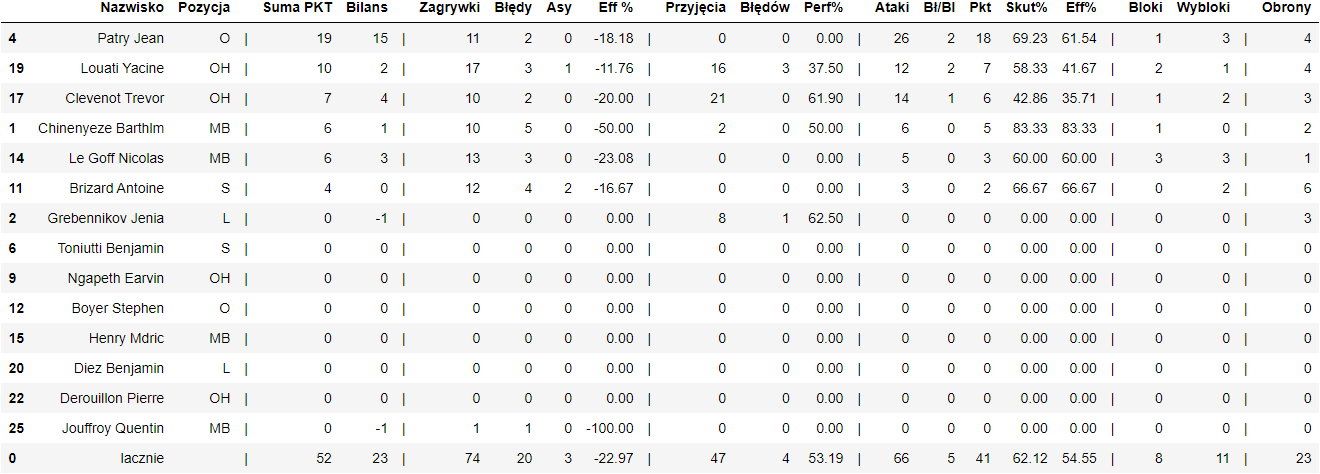 Nazwisko Pozycja Suma PKT Bilans Zagrywki Błędy Asy Eff % Przyjęcia Błędów Perf% Ataki Bł/Bl Pkt Skut% Eff% Bloki Wybloki Obrony
4 Patry Jean O | 19 15 | 11 2 0 -18.18 | 0 0 0.00 | 26 2 18 69.23 61.54 | 1 3 | 4
19 Louati Yacine OH | 10 2 | 17 3 1 -11.76 | 16 3 37.50 | 12 2 7 58.33 41.67 | 2 1 | 4
17 Clevenot Trevor OH | 7 4 | 10 2 0 -20.00 | 21 0 61.90 | 14 1 6 42.86 35.71 | 1 2 | 3
1 Chinenyeze Barthlm MB | 6 1 | 10 5 0 -50.00 | 2 0 50.00 | 6 0 5 83.33 83.33 | 1 0 | 2
14 Le Goff Nicolas MB | 6 3 | 13 3 0 -23.08 | 0 0 0.00 | 5 0 3 60.00 60.00 | 3 3 | 1
11 Brizard Antoine S | 4 0 | 12 4 2 -16.67 | 0 0 0.00 | 3 0 2 66.67 66.67 | 0 2 | 6
2 Grebennikov Jenia L | 0 -1 | 0 0 0 0.00 | 8 1 62.50 | 0 0 0 0.00 0.00 | 0 0 | 3
6 Toniutti Benjamin S | 0 0 | 0 0 0 0.00 | 0 0 0.00 | 0 0 0 0.00 0.00 | 0 0 | 0
9 Ngapeth Earvin OH | 0 0 | 0 0 0 0.00 | 0 0 0.00 | 0 0 0 0.00 0.00 | 0 0 | 0
12 Boyer Stephen O | 0 0 | 0 0 0 0.00 | 0 0 0.00 | 0 0 0 0.00 0.00 | 0 0 | 0
15 Henry Mdric MB | 0 0 | 0 0 0 0.00 | 0 0 0.00 | 0 0 0 0.00 0.00 | 0 0 | 0
20 Diez Benjamin L | 0 0 | 0 0 0 0.00 | 0 0 0.00 | 0 0 0 0.00 0.00 | 0 0 | 0
22 Derouillon Pierre OH | 0 0 | 0 0 0 0.00 | 0 0 0.00 | 0 0 0 0.00 0.00 | 0 0 | 0
25 Jouffroy Quentin MB | 0 -1 | 1 1 0 -100.00 | 0 0 0.00 | 0 0 0 0.00 0.00 | 0 0 | 0
0 lacznie | 52 23 | 74 20 3 -22.97 | 47 4 53.19 | 66 5 41 62.12 54.55 | 8 11 | 23